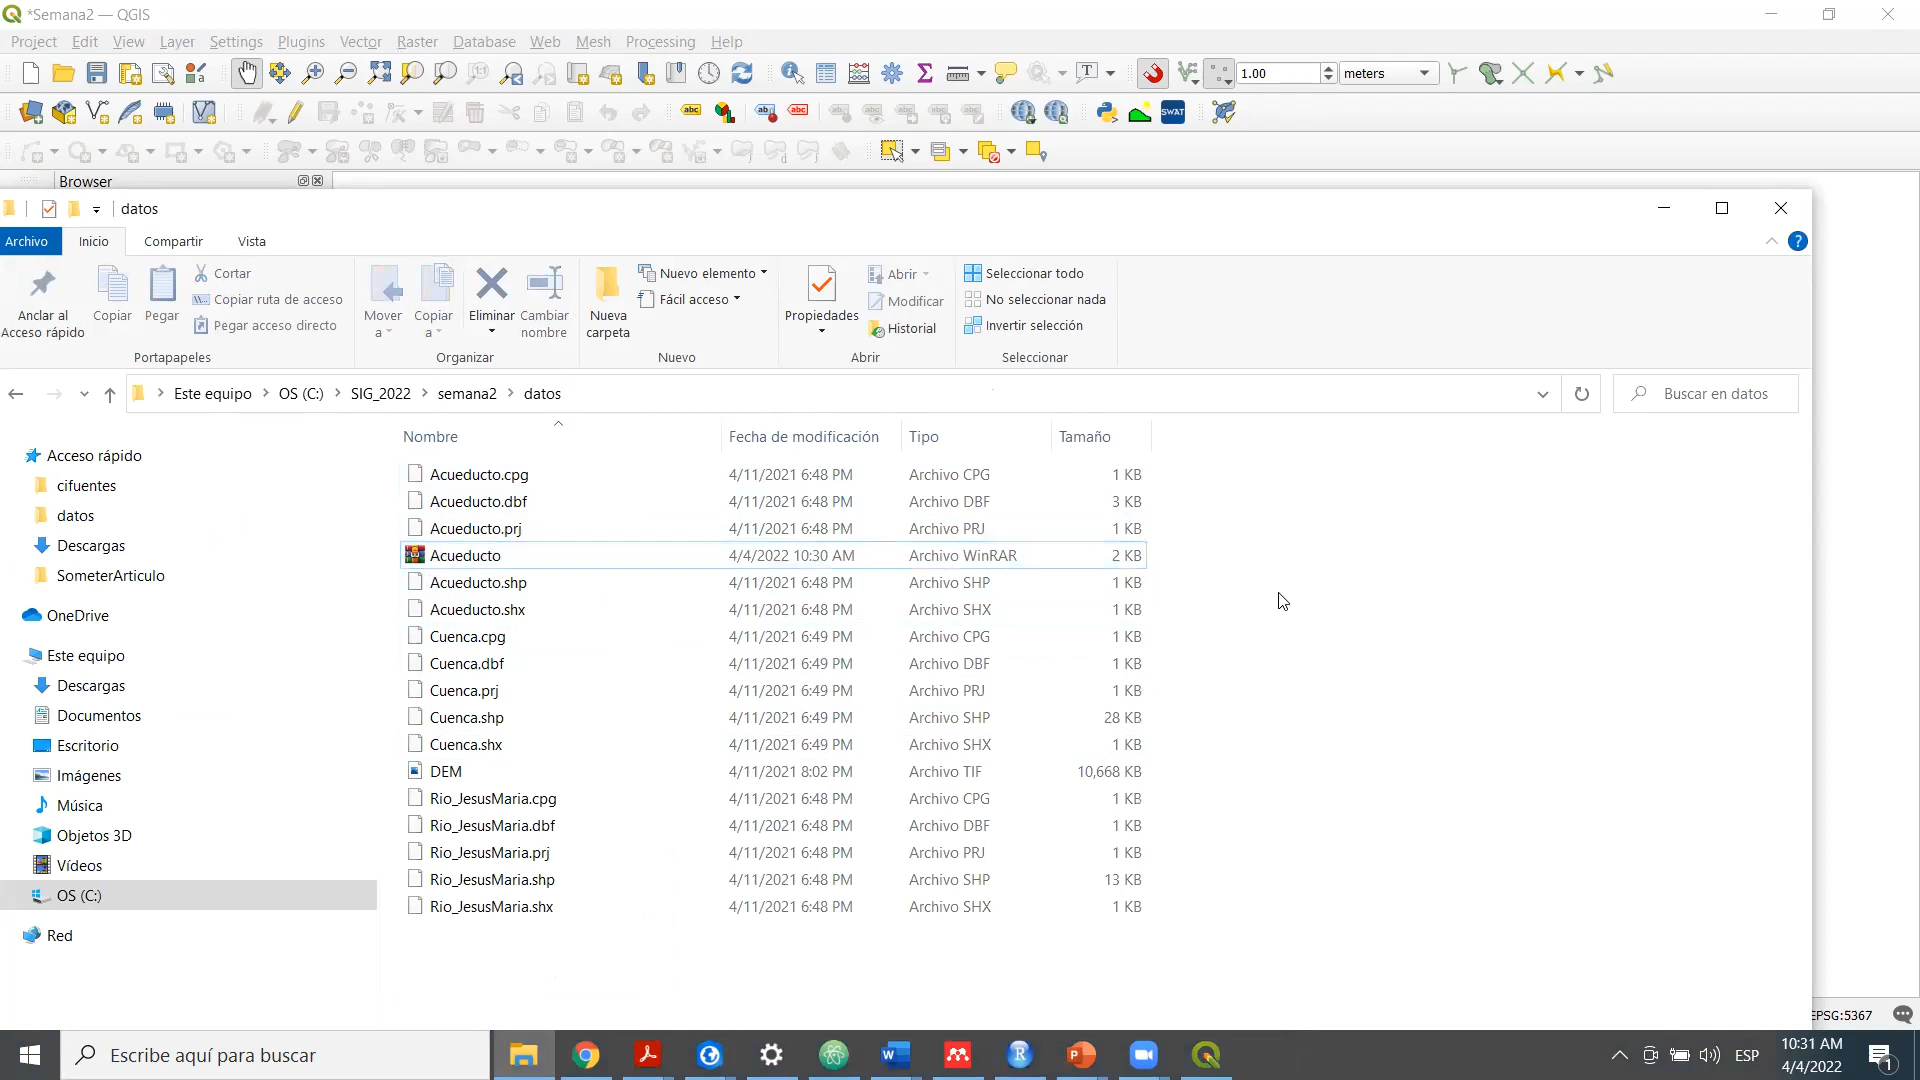 *Semana2 — QGIS
Project Edit View Layer Settings Plugins Vector Raster Database Web Mesh Processing Help
1:1 Σ T 1.00 meters
abc ab abc SWAT
Browser
datos
Archivo Inicio Compartir Vista
Anclar al Acceso rápido
Copiar
Pegar
Cortar
Copiar ruta de acceso
Pegar acceso directo
Portapapeles
Mover a
Copiar a
Eliminar
Cambiar nombre
Organizar
Nueva carpeta
Nuevo elemento
Fácil acceso
Nuevo
Propiedades
Abrir
Modificar
Historial
Abrir
Seleccionar todo
No seleccionar nada
Invertir selección
Seleccionar
Este equipo > OS (C:) > SIG_2022 > semana2 > datos
Buscar en datos
Acceso rápido
cifuentes
datos
Descargas
SometerArticulo
OneDrive
Este equipo
Descargas
Documentos
Escritorio
Imágenes
Música
Objetos 3D
Vídeos
OS (C:)
Red
Nombre Fecha de modificación Tipo Tamaño
Acueducto.cpg 4/11/2021 6:48 PM Archivo CPG 1 KB
Acueducto.dbf 4/11/2021 6:48 PM Archivo DBF 3 KB
Acueducto.prj 4/11/2021 6:48 PM Archivo PRJ 1 KB
Acueducto 4/4/2022 10:30 AM Archivo WinRAR 2 KB
Acueducto.shp 4/11/2021 6:48 PM Archivo SHP 1 KB
Acueducto.shx 4/11/2021 6:48 PM Archivo SHX 1 KB
Cuenca.cpg 4/11/2021 6:49 PM Archivo CPG 1 KB
Cuenca.dbf 4/11/2021 6:49 PM Archivo DBF 1 KB
Cuenca.prj 4/11/2021 6:49 PM Archivo PRJ 1 KB
Cuenca.shp 4/11/2021 6:49 PM Archivo SHP 28 KB
Cuenca.shx 4/11/2021 6:49 PM Archivo SHX 1 KB
DEM 4/11/2021 8:02 PM Archivo TIF 10,668 KB
Rio_JesusMaria.cpg 4/11/2021 6:48 PM Archivo CPG 1 KB
Rio_JesusMaria.dbf 4/11/2021 6:48 PM Archivo DBF 1 KB
Rio_JesusMaria.prj 4/11/2021 6:48 PM Archivo PRJ 1 KB
Rio_JesusMaria.shp 4/11/2021 6:48 PM Archivo SHP 13 KB
Rio_JesusMaria.shx 4/11/2021 6:48 PM Archivo SHX 1 KB
EPSG:5367
Escribe aquí para buscar
ESP
10:31 AM
4/4/2022
1